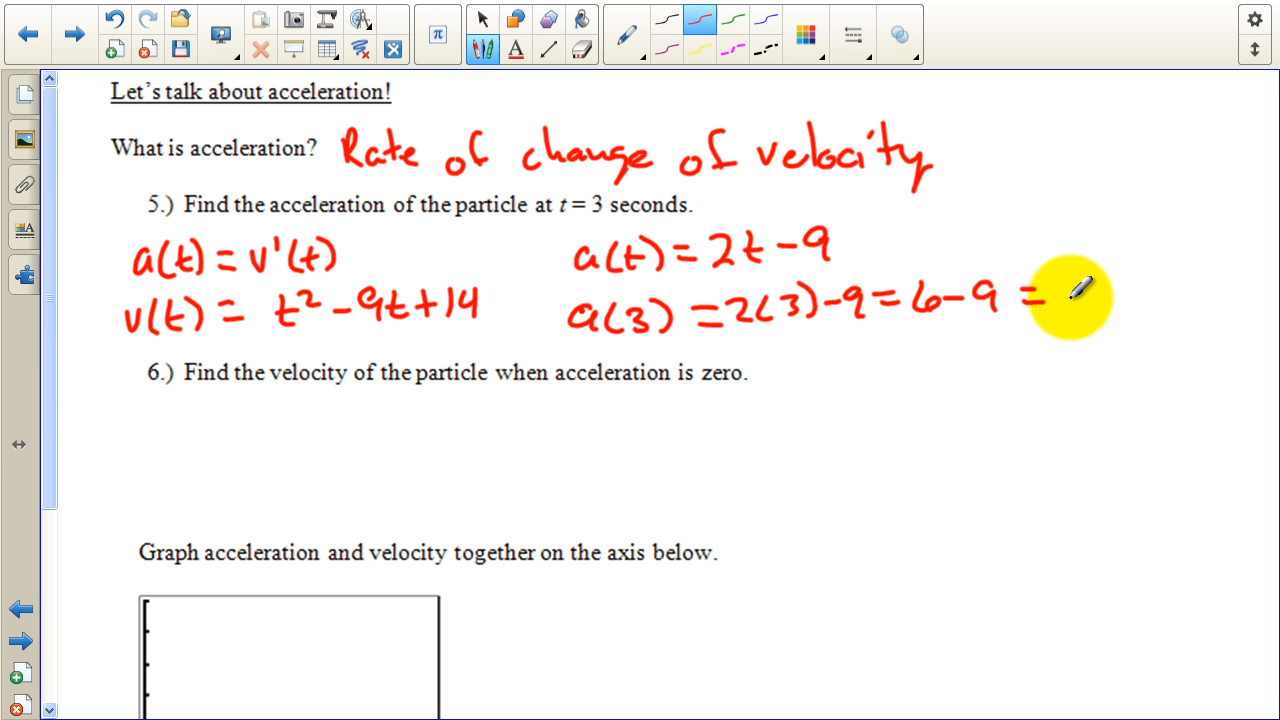 Let's talk about acceleration!
What is acceleration? Rate of change of velocity
5.) Find the acceleration of the particle at t = 3 seconds.
a(t) = v'(t)
v(t) = t² - 9t + 14
a(t) = 2t - 9
a(3) = 2(3) - 9 = 6 - 9 =
6.) Find the velocity of the particle when acceleration is zero.
Graph acceleration and velocity together on the axis below.